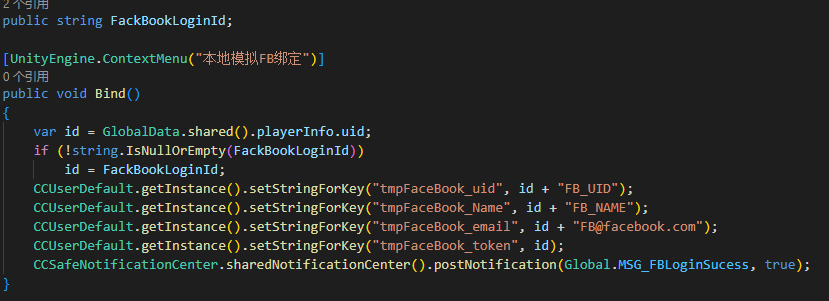 2 个引用
public string FackBookLoginId;
[UnityEngine.ContextMenu("本地模拟FB绑定")]
0 个引用
public void Bind()
{
var id = GlobalData.shared().playerInfo.uid;
if (!string.IsNullOrEmpty(FackBookLoginId))
id = FackBookLoginId;
CCUserDefault.getInstance().setStringForKey("tmpFaceBook_uid", id + "FB_UID");
CCUserDefault.getInstance().setStringForKey("tmpFaceBook_Name", id + "FB_NAME");
CCUserDefault.getInstance().setStringForKey("tmpFaceBook_email", id + "FB@facebook.com");
CCUserDefault.getInstance().setStringForKey("tmpFaceBook_token", id);
CCSafeNotificationCenter.sharedNotificationCenter().postNotification(Global.MSG_FBLoginSucess, true);
}